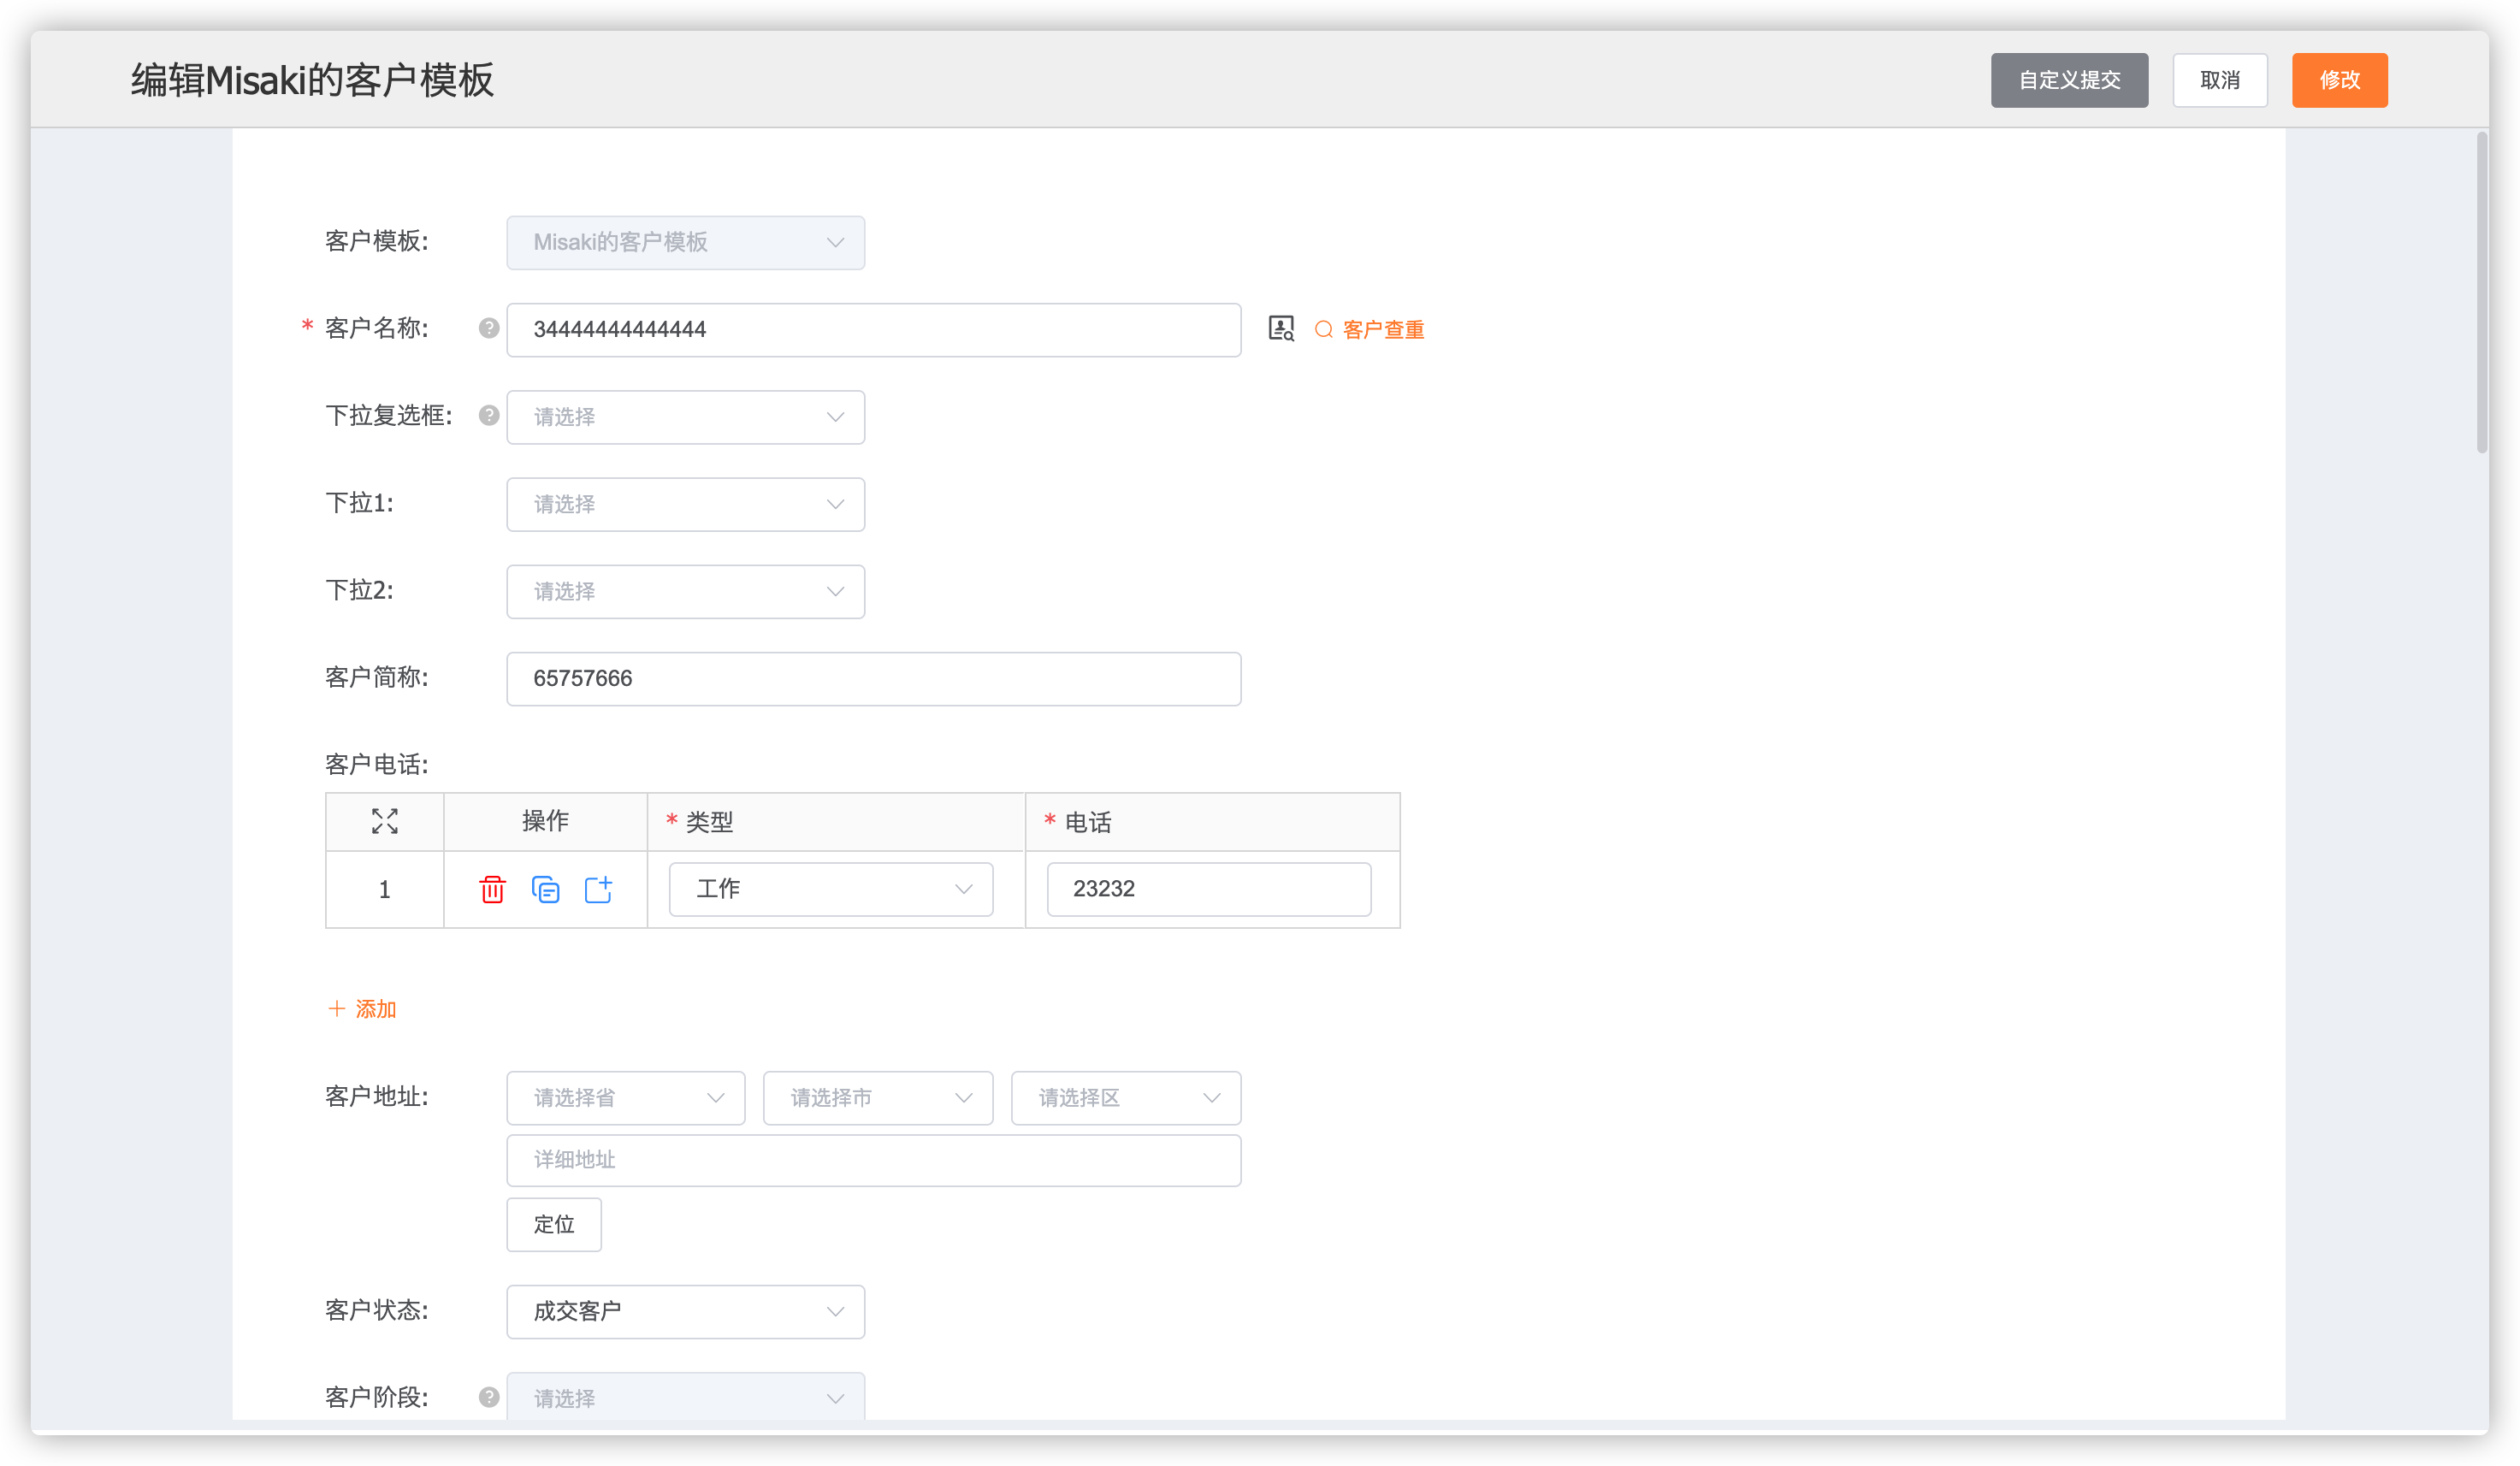 编辑Misaki的客户模板 自定义提交 取消 修改
客户模板: Misaki的客户模板
* 客户名称: ? 34444444444444 客户查重
下拉复选框: ? 请选择
下拉1: 请选择
下拉2: 请选择
客户简称: 65757666
客户电话:
操作 * 类型 * 电话
1 工作 23232
+ 添加
客户地址: 请选择省 请选择市 请选择区
详细地址
定位
客户状态: 成交客户
客户阶段: ? 请选择